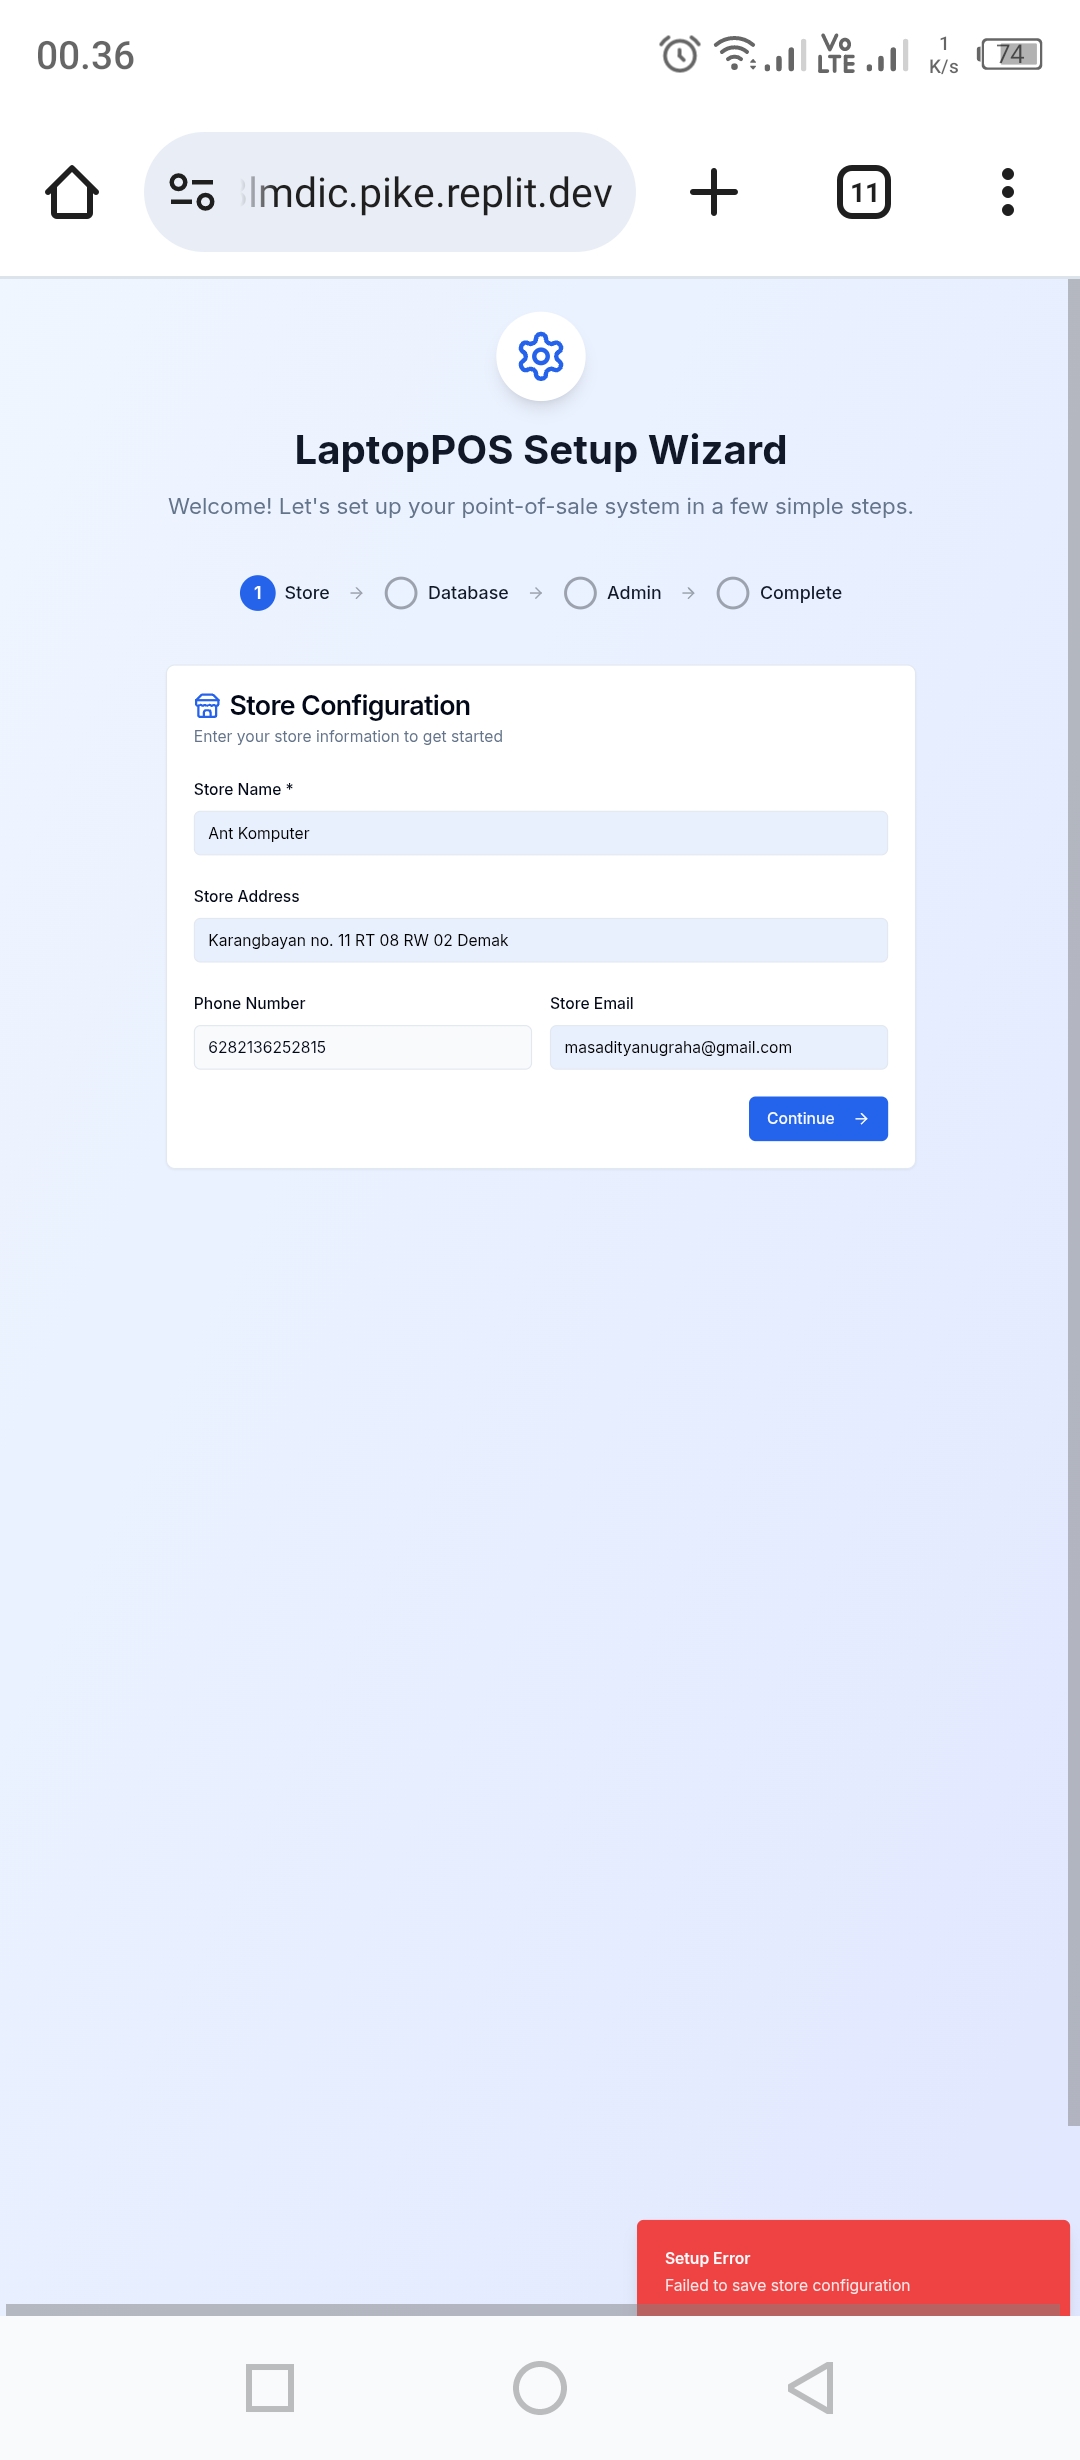 00.36
Vo
LTE
1
K/s
74
lmdic.pike.replit.dev
11
LaptopPOS Setup Wizard
Welcome! Let's set up your point-of-sale system in a few simple steps.
1 Store → Database → Admin → Complete
Store Configuration
Enter your store information to get started
Store Name *
Ant Komputer
Store Address
Karangbayan no. 11 RT 08 RW 02 Demak
Phone Number
Store Email
6282136252815
masadityanugraha@gmail.com
Continue →
Setup Error
Failed to save store configuration